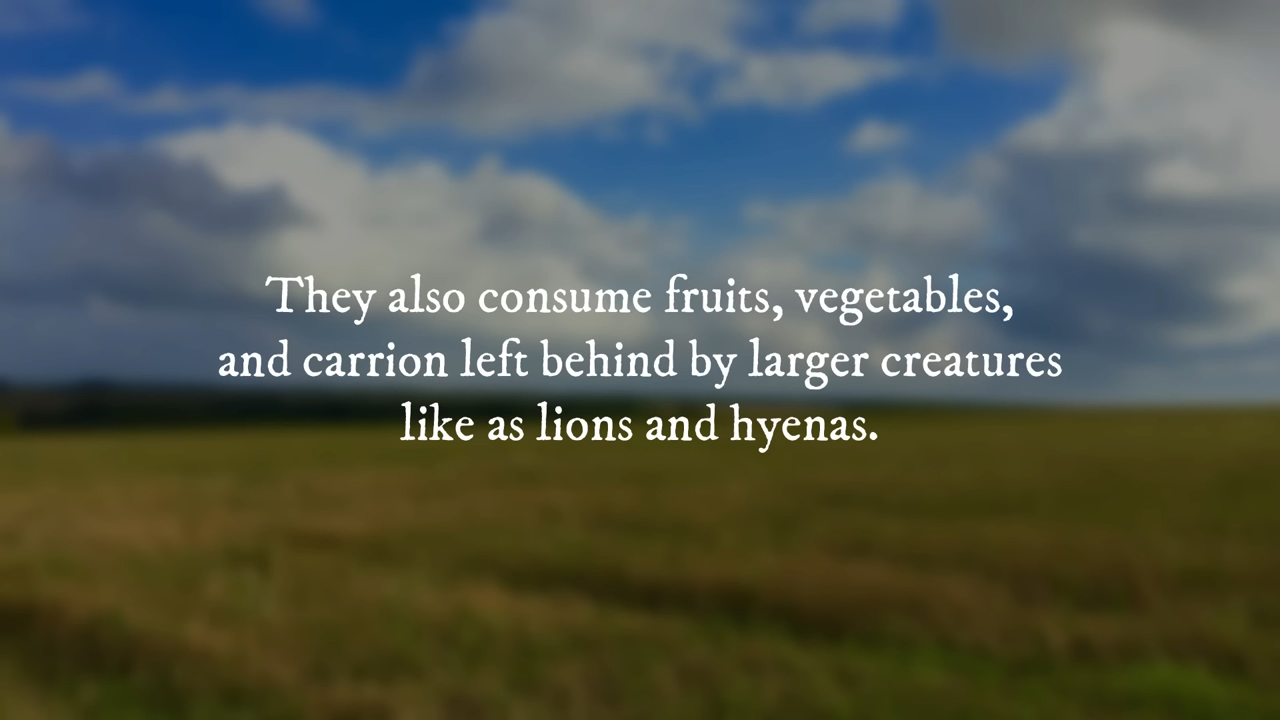 They also consume fruits, vegetables,
and carrion left behind by larger creatures
like as lions and hyenas.